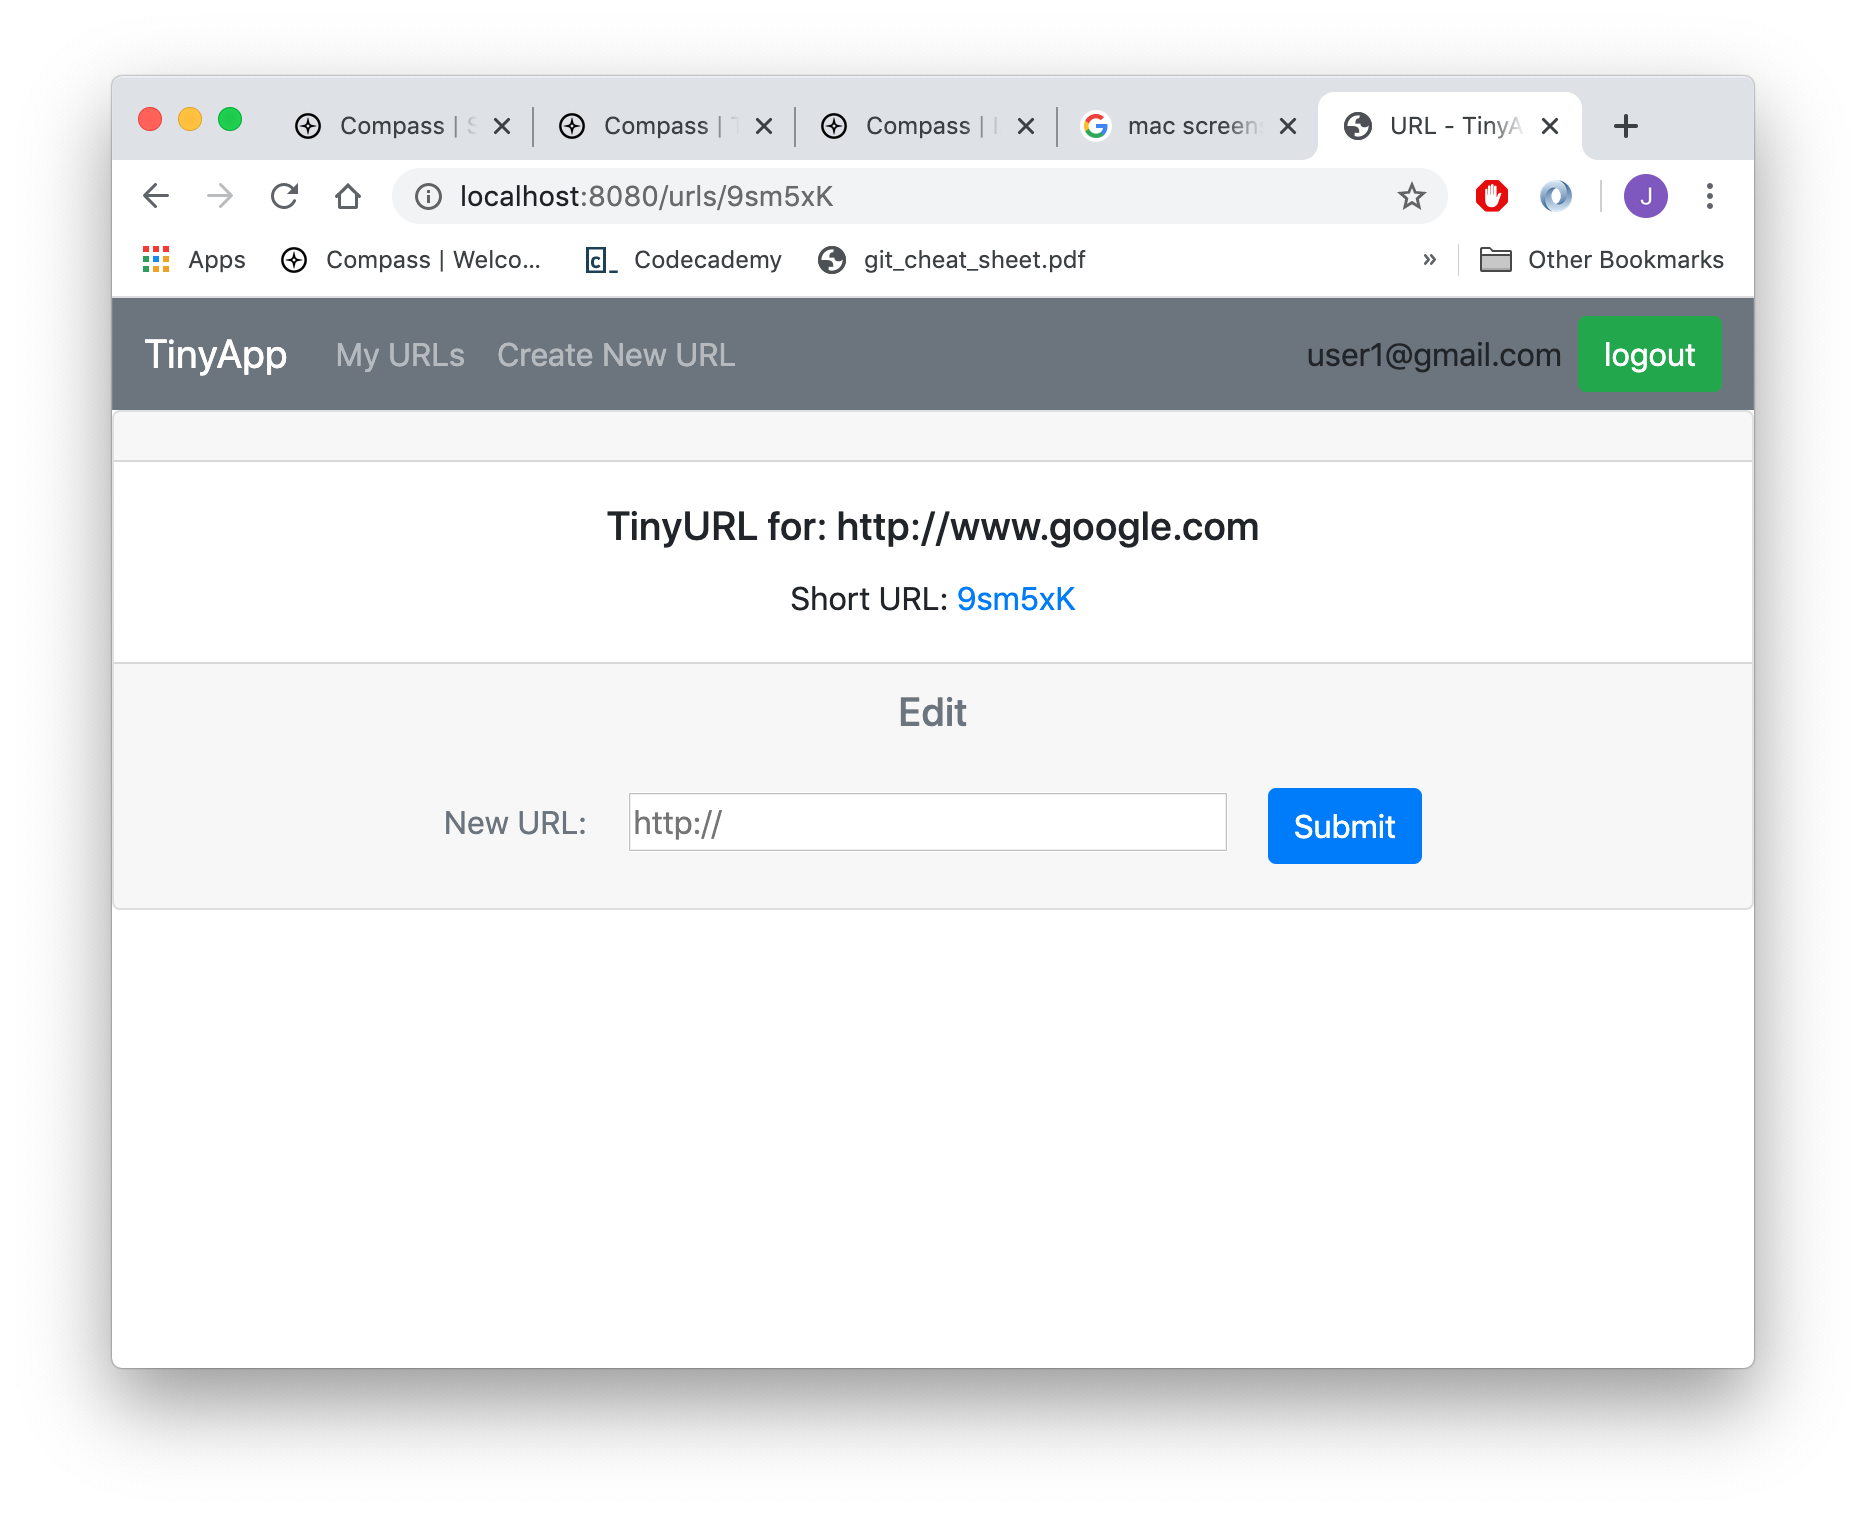 Compass | Compass | Compass | mac screen URL - TinyA
localhost:8080/urls/9sm5xK J
Apps Compass | Welco... Codecademy git_cheat_sheet.pdf » Other Bookmarks
TinyApp My URLs Create New URL user1@gmail.com logout
TinyURL for: http://www.google.com
Short URL: 9sm5xK
Edit
New URL: http:// Submit